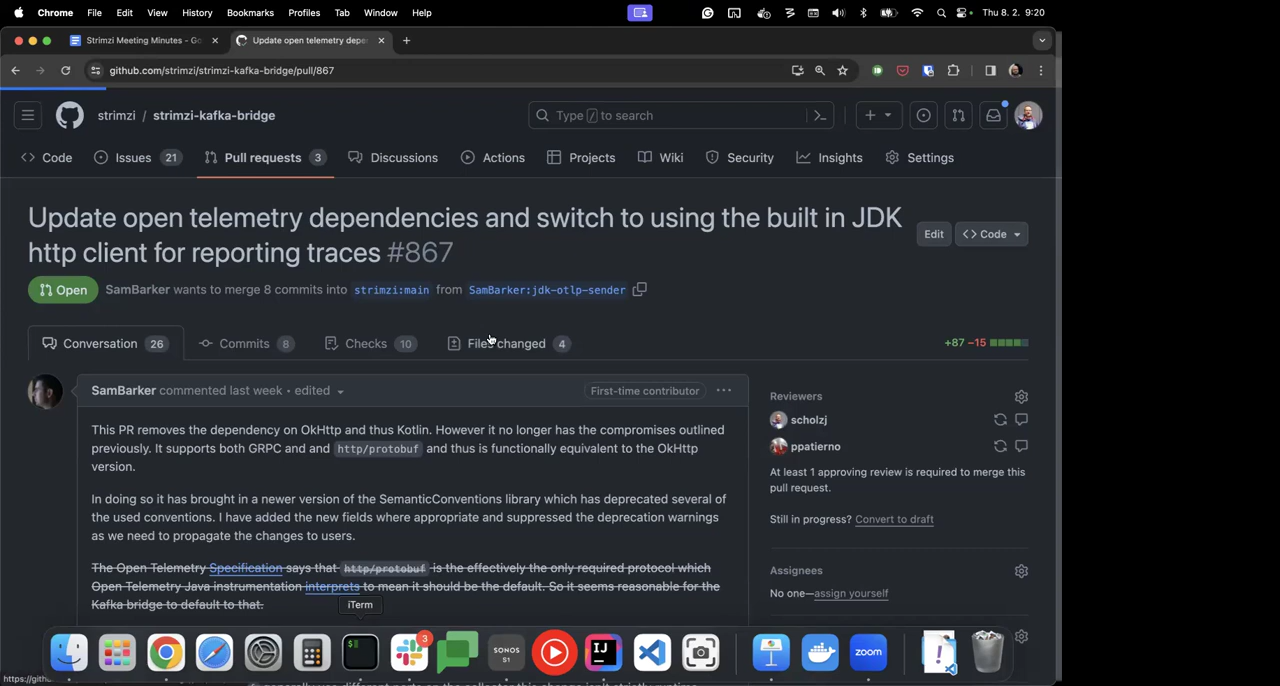 Chrome File Edit View History Bookmarks Profiles Tab Window Help Thu 8. 2. 9:20
Strimzi Meeting Minutes - Go
Update open telemetry depe
github.com/strimzi/strimzi-kafka-bridge/pull/867
strimzi / strimzi-kafka-bridge
Type / to search
Code Issues 21 Pull requests 3 Discussions Actions Projects Wiki Security Insights Settings
Update open telemetry dependencies and switch to using the built in JDK
http client for reporting traces #867
Edit <> Code
Open SamBarker wants to merge 8 commits into strimzi:main from SamBarker:jdk-otlp-sender
Conversation 26 Commits 8 Checks 10 Files changed 4 +87 −15
SamBarker commented last week • edited First-time contributor
This PR removes the dependency on OkHttp and thus Kotlin. However it no longer has the compromises outlined
previously. It supports both GRPC and and http/protobuf and thus is functionally equivalent to the OkHttp
version.
In doing so it has brought in a newer version of the SemanticConventions library which has deprecated several of
the used conventions. I have added the new fields where appropriate and suppressed the deprecation warnings
as we need to propagate the changes to users.
The Open Telemetry Specification says that http/protobuf is the effectively the only required protocol which
Open Telemetry Java instrumentation interprets to mean it should be the default. So it seems reasonable for the
Kafka bridge to default to that.
Reviewers
scholzj
ppatierno
At least 1 approving review is required to merge this
pull request.
Still in progress? Convert to draft
Assignees
No one—assign yourself
iTerm
3
SONOS
S1
IJ
zoom